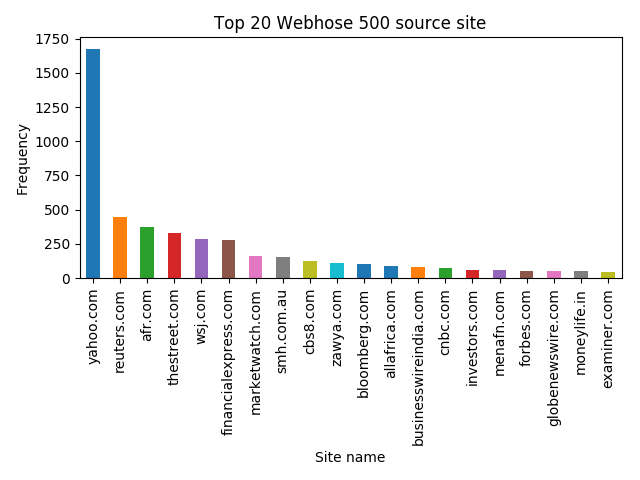 Top 20 Webhose 500 source site
1750
1500
1250
1000
750
500
250
0
Frequency
yahoo.com
reuters.com
afr.com
thestreet.com
wsj.com
financialexpress.com
marketwatch.com
smh.com.au
cbs8.com
zawya.com
bloomberg.com
allafrica.com
businesswireindia.com
cnbc.com
investors.com
menafn.com
forbes.com
globenewswire.com
moneylife.in
examiner.com
Site name